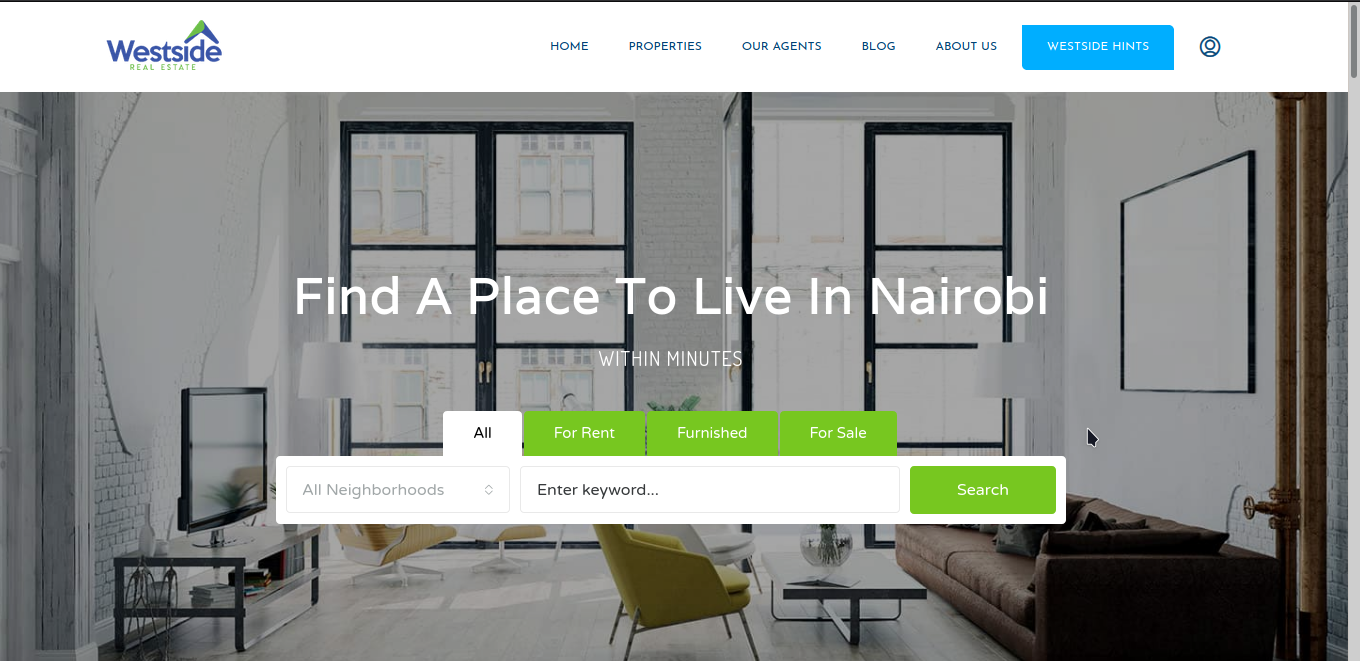 Westside
REAL ESTATE
HOME PROPERTIES OUR AGENTS BLOG ABOUT US WESTSIDE HINTS
Find A Place To Live In Nairobi
WITHIN MINUTES
All For Rent Furnished For Sale
All Neighborhoods Enter keyword... Search